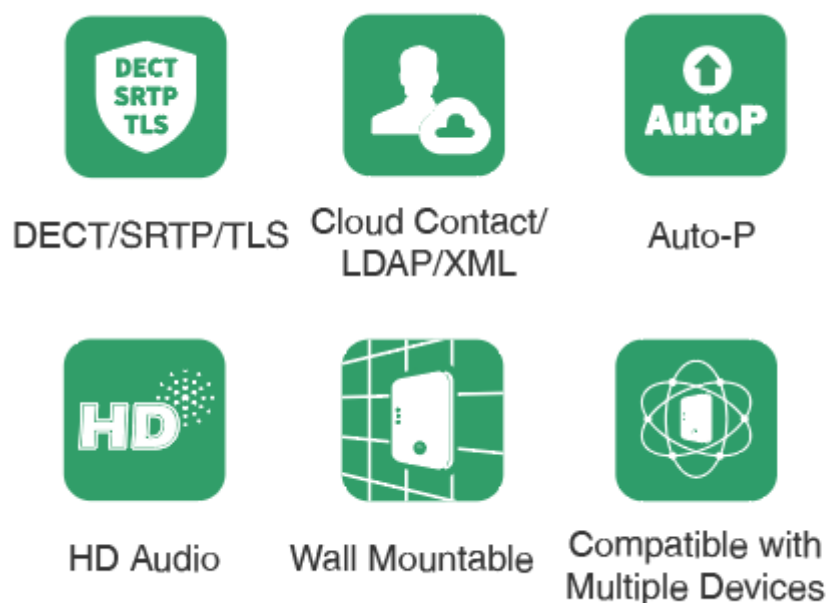 DECT
SRTP
TLS
AutoP
DECT/SRTP/TLS
Cloud Contact/
LDAP/XML
Auto-P
HD
HD Audio
Wall Mountable
Compatible with
Multiple Devices